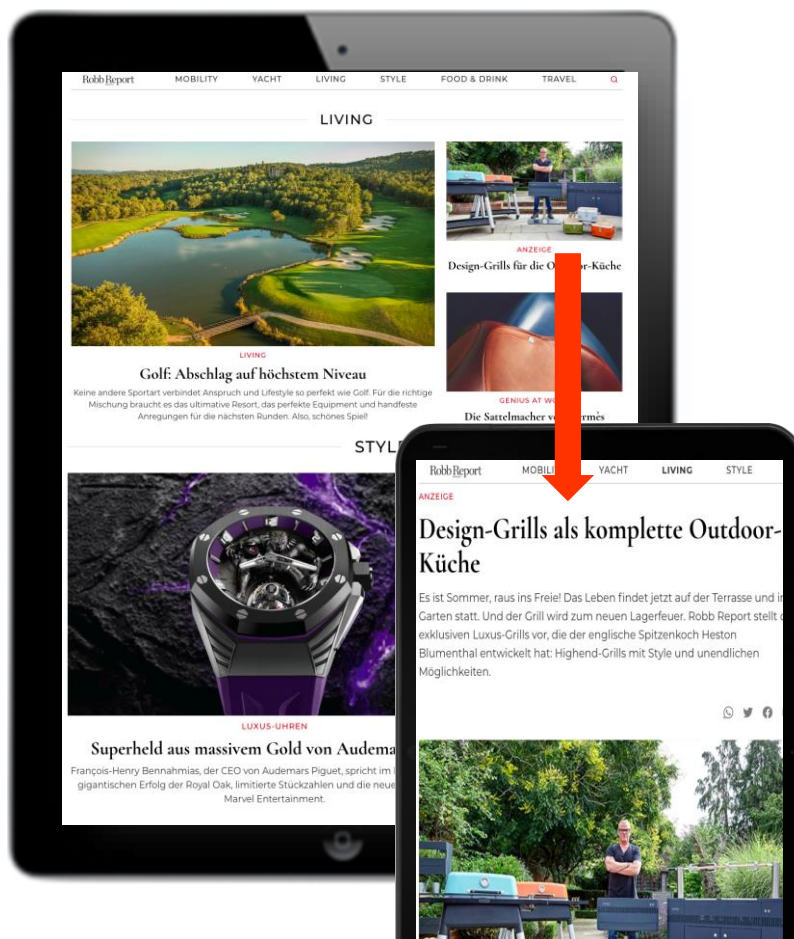 Robb Report MOBILITY YACHT LIVING STYLE FOOD & DRINK TRAVEL
LIVING
LIVING
Golf: Abschlag auf höchstem Niveau
Keine andere Sportart verbindet Anspruch und Lifestyle so perfekt wie Golf. Für die richtige
Mischung braucht es das ultimative Resort, das perfekte Equipment und handfeste
Anregungen für die nächsten Runden. Also, schönes Spiel!
ANZEIGE
Design-Grills für die O r-Küche
GENIUS AT WO
Die Sattelmacher v rmès
STYL
LUXUS-UHREN
Superheld aus massivem Gold von Audema
François-Henry Bennahmias, der CEO von Audemars Piguet, spricht im
gigantischen Erfolg der Royal Oak, limitierte Stückzahlen und die neue
Marvel Entertainment.
Robb Report MOBILI Y YACHT LIVING STYLE
ANZEIGE
Design-Grills als komplette Outdoor-
Küche
Es ist Sommer, raus ins Freie! Das Leben findet jetzt auf der Terrasse und i
Garten statt. Und der Grill wird zum neuen Lagerfeuer. Robb Report stellt
exklusiven Luxus-Grills vor, die der englische Spitzenkoch Heston
Blumenthal entwickelt hat: Highend-Grills mit Style und unendlichen
Möglichkeiten.